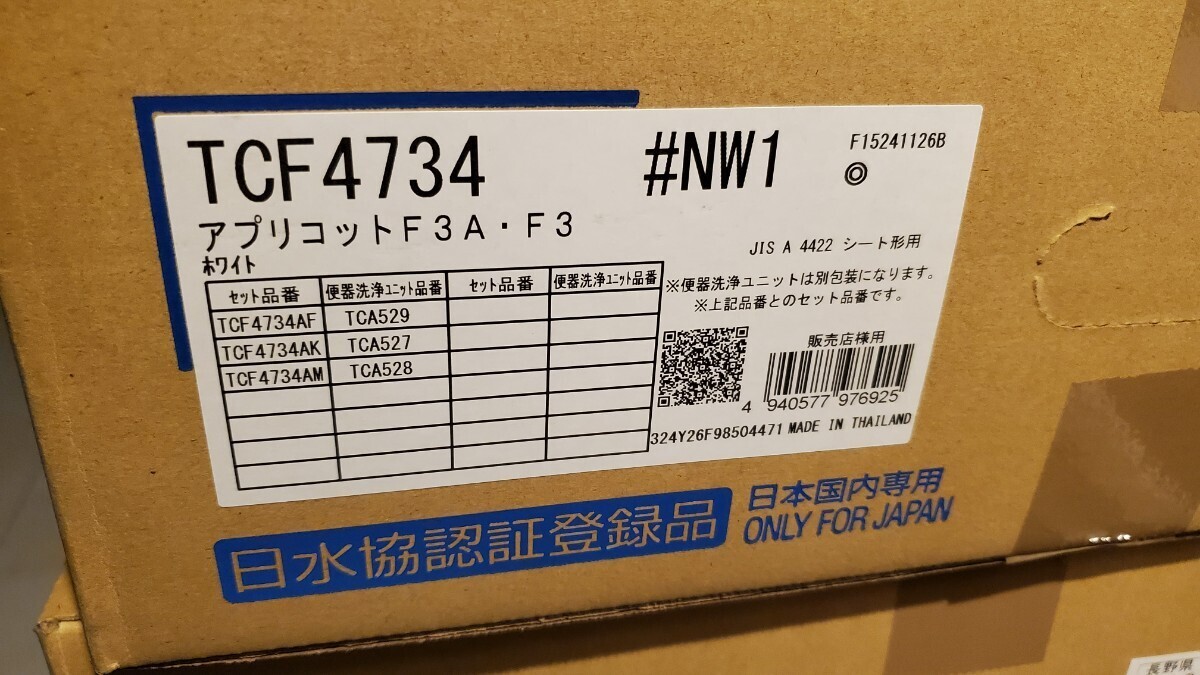 TCF4734 #NW1 F15241126B
◎
アプリコットF3A・F3
ホワイト
JIS A 4422 シート形用
セット品番 便器洗浄ユニット品番 セット品番 便器洗浄ユニット品番
TCF4734AF TCA529
TCF4734AK TCA527
TCF4734AM TCA528
※便器洗浄ユニットは別包装になります。
※上記品番とのセット品番です。
販売店様用
4 940577 976925
324Y26F98504471 MADE IN THAILAND
日水協認証登録品
日本国内専用
ONLY FOR JAPAN
長野県